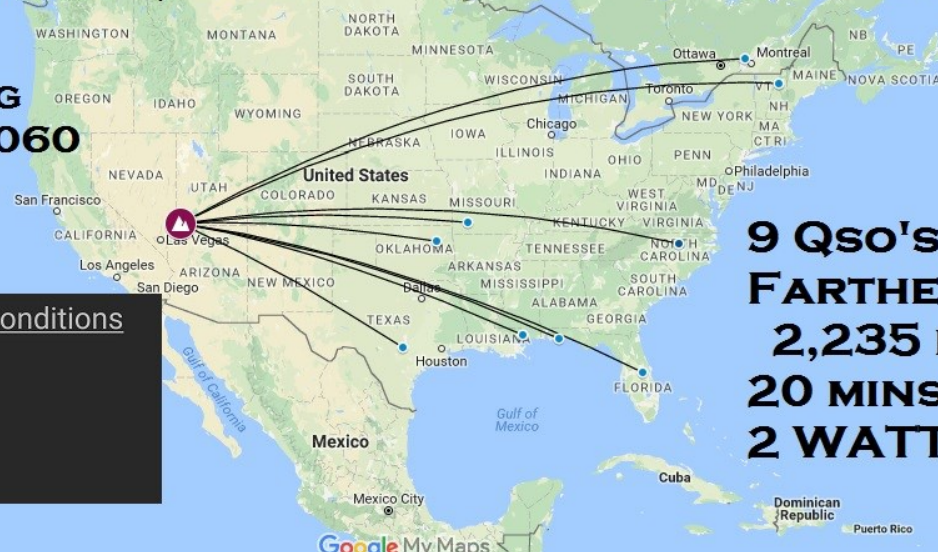 WASHINGTON
MONTANA
NORTH
DAKOTA
MINNESOTA
Ottawa
Montreal
NB
PE
MAINE
NOVA SCOTIA
SOUTH
DAKOTA
WISCONSIN
MICHIGAN
Toronto
VT
NH
OREGON
IDAHO
WYOMING
G
060
NEBRASKA
IOWA
Chicago
NEW YORK
MA
CT RI
ILLINOIS
INDIANA
OHIO
PENN
Philadelphia
MD
DE
NJ
NEVADA
UTAH
COLORADO
United States
KANSAS
MISSOURI
WEST
VIRGINIA
KENTUCKY
VIRGINIA
San Francisco
CALIFORNIA
Las Vegas
Los Angeles
San Diego
ARIZONA
NEW MEXICO
OKLAHOMA
ARKANSAS
TENNESSEE
NORTH
CAROLINA
SOUTH
CAROLINA
MISSISSIPPI
ALABAMA
GEORGIA
Dallas
TEXAS
LOUISIANA
Houston
FLORIDA
onditions
9 Qso's
FARTHE
2,235
20 MINS
2 WATT
Gulf of California
Gulf of
Mexico
Mexico
Mexico City
Cuba
Dominican
Republic
Puerto Rico
Google My Maps